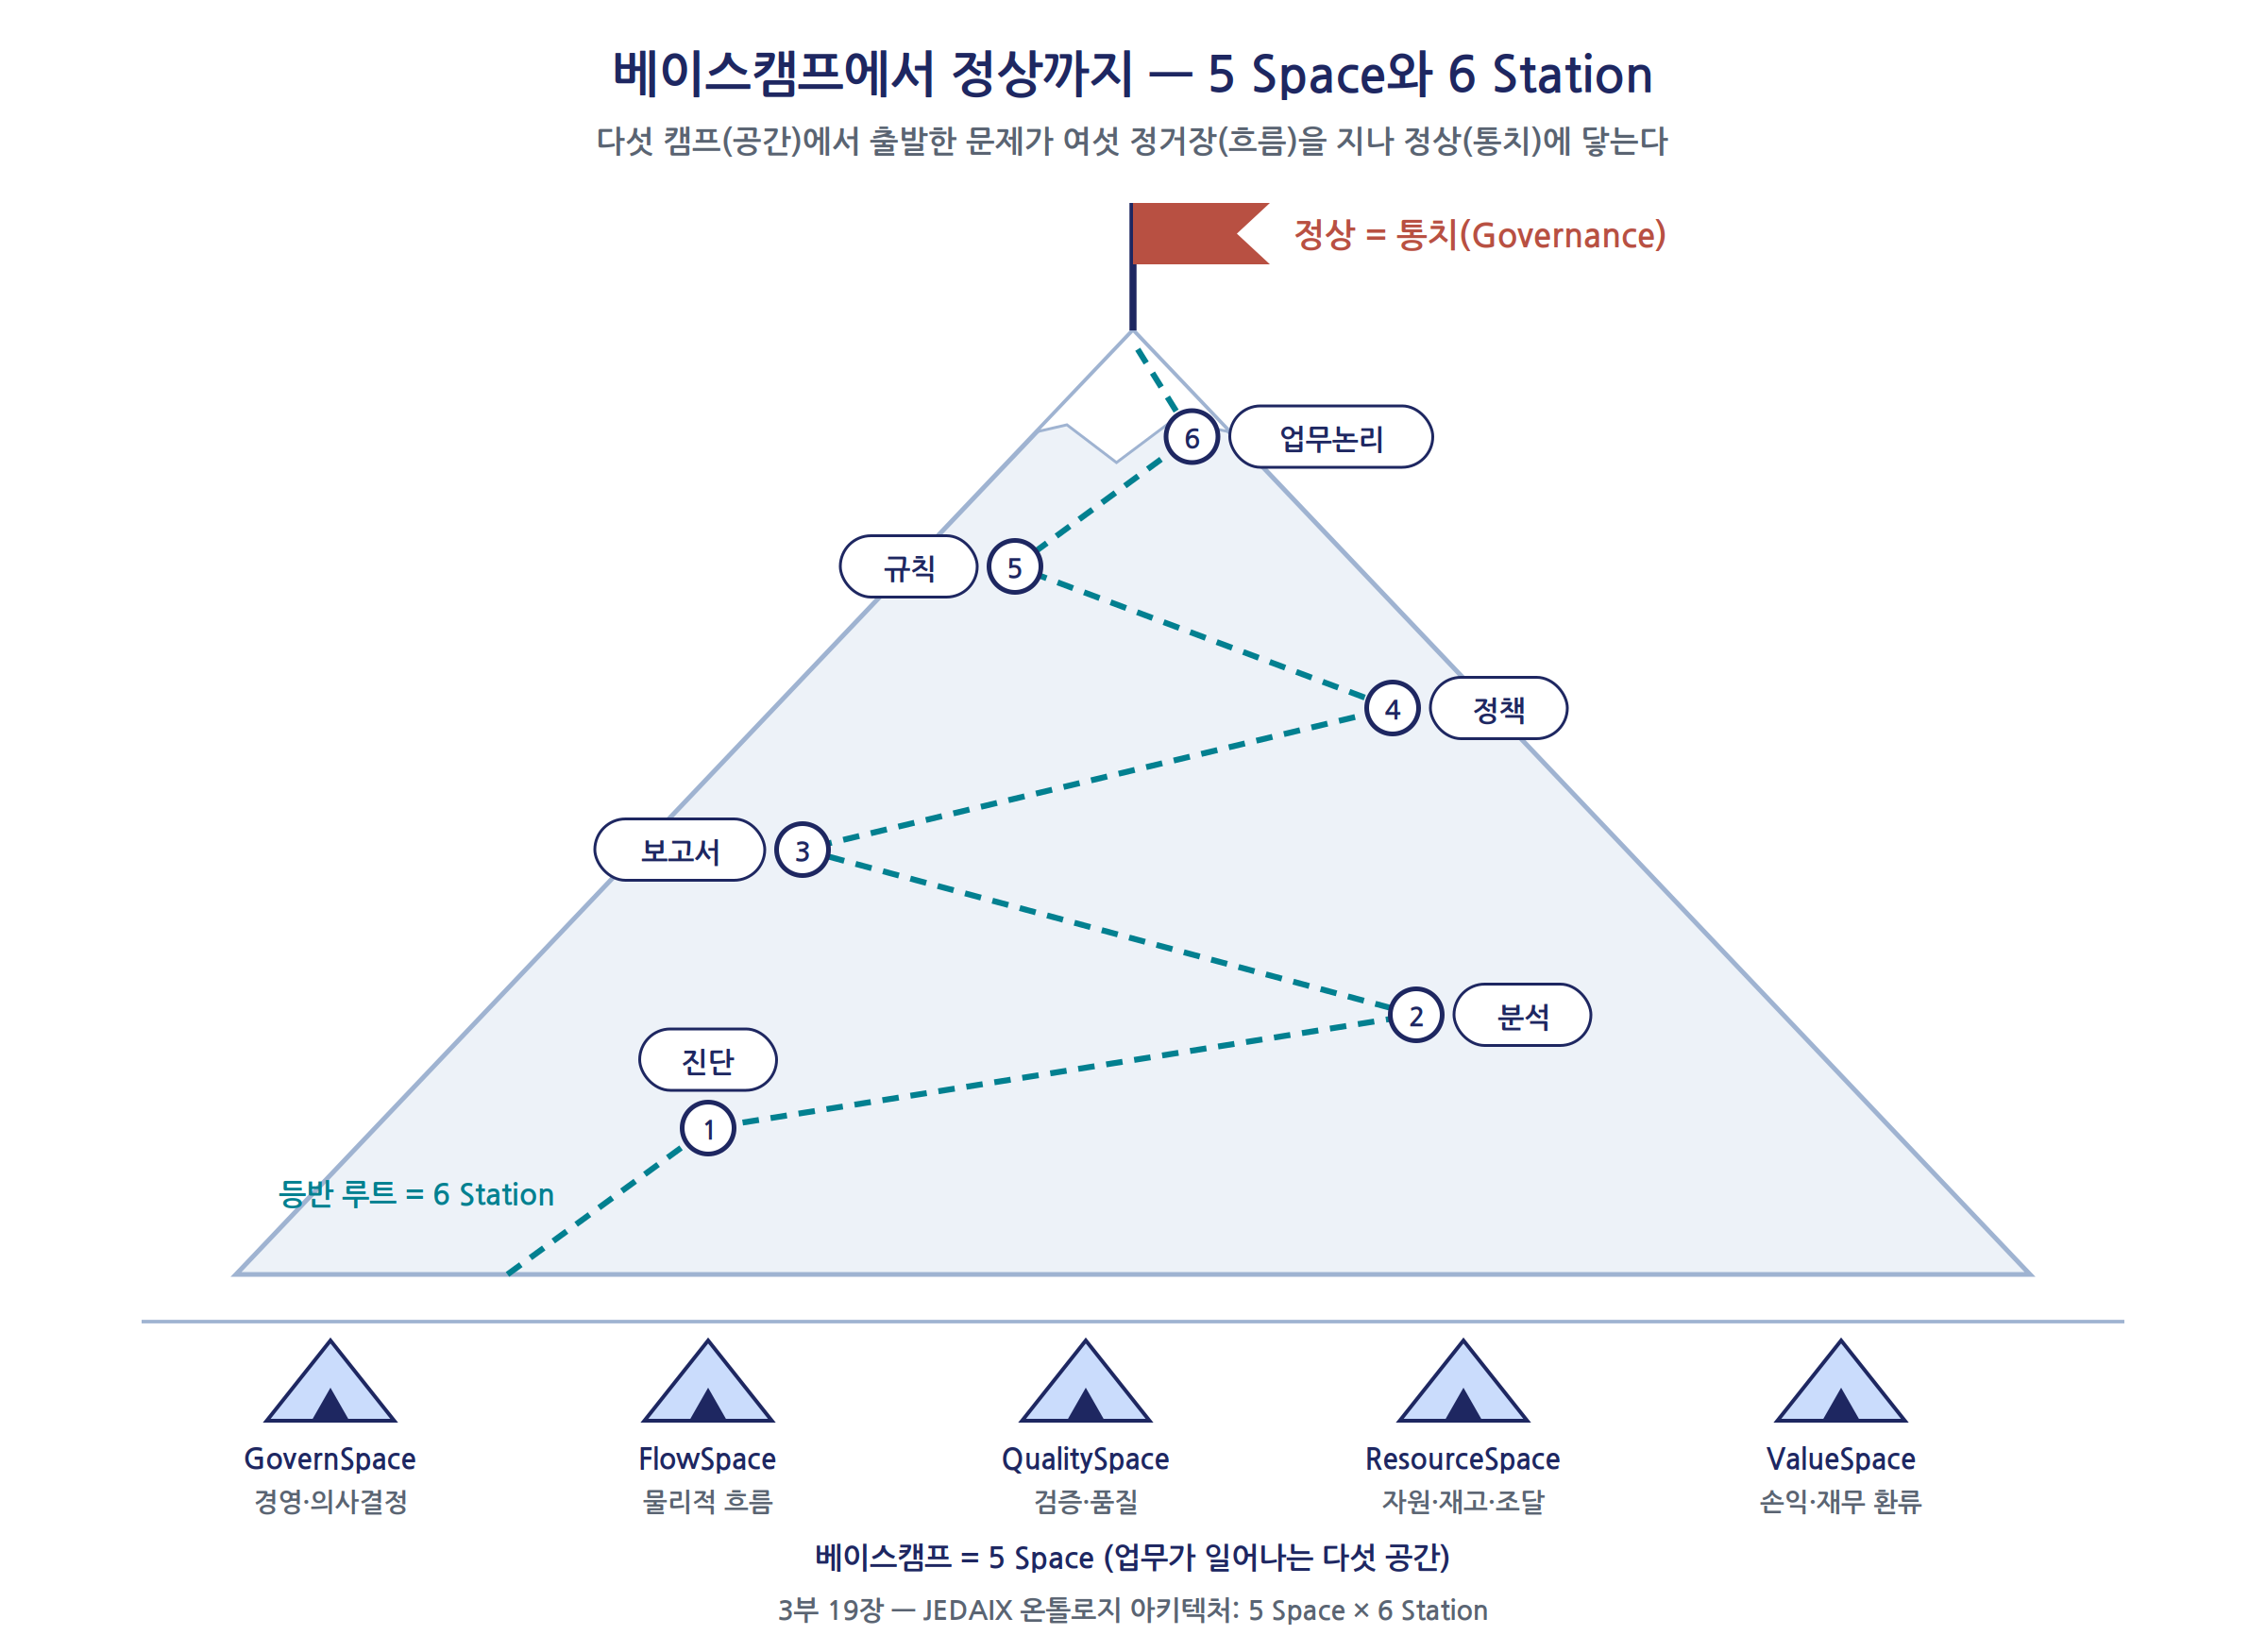 베이스캠프에서 정상까지 — 5 Space와 6 Station
다섯 캠프(공간)에서 출발한 문제가 여섯 정거장(흐름)을 지나 정상(통치)에 닿는다
정상 = 통치(Governance)
6 업무논리
규칙 5
4 정책
보고서 3
2 분석
진단
1
등반 루트 = 6 Station
GovernSpace
경영·의사결정
FlowSpace
물리적 흐름
QualitySpace
검증·품질
ResourceSpace
자원·재고·조달
ValueSpace
손익·재무 환류
베이스캠프 = 5 Space (업무가 일어나는 다섯 공간)
3부 19장 — JEDAIX 온톨로지 아키텍처: 5 Space × 6 Station